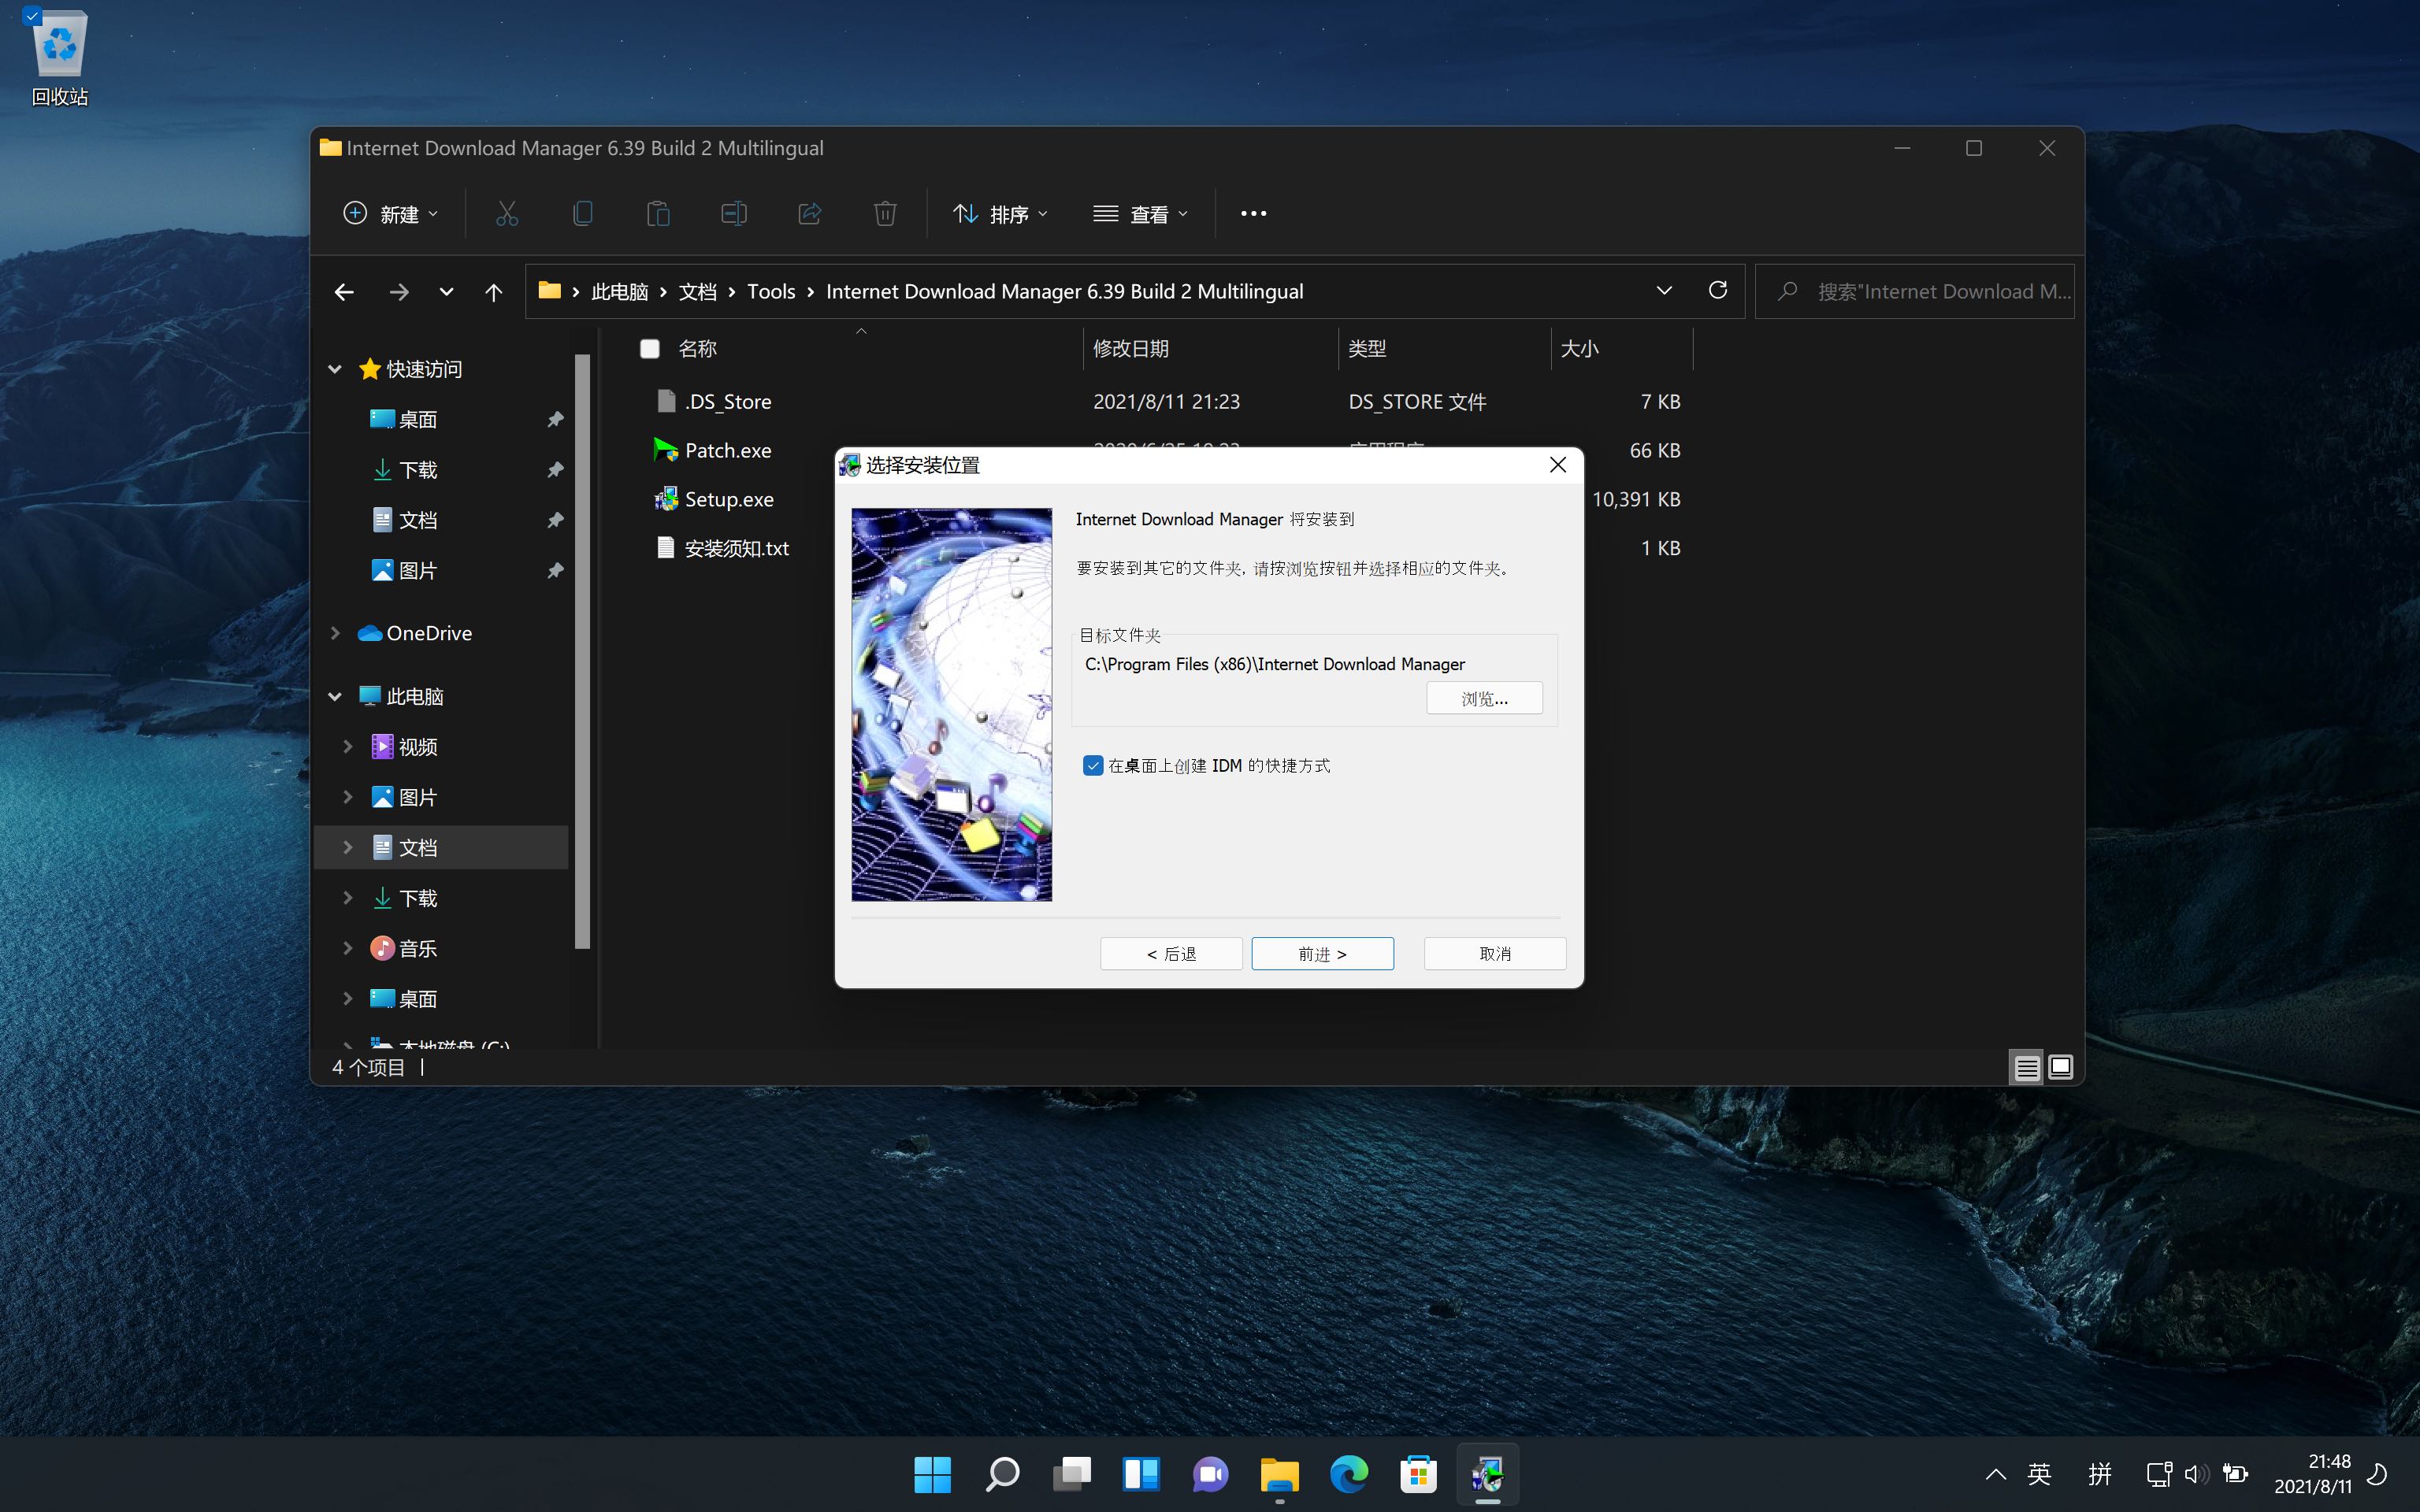 回收站
Internet Download Manager 6.39 Build 2 Multilingual
新建 排序 查看
此电脑 › 文档 › Tools › Internet Download Manager 6.39 Build 2 Multilingual
搜索"Internet Download M...
名称 修改日期 类型 大小
.DS_Store 2021/8/11 21:23 DS_STORE 文件 7 KB
Patch.exe 66 KB
Setup.exe 10,391 KB
安装须知.txt 1 KB
快速访问
桌面
下载
文档
图片
OneDrive
此电脑
视频
图片
文档
下载
音乐
桌面
本地磁盘 (C:)
4 个项目
选择安装位置
Internet Download Manager 将安装到
要安装到其它的文件夹, 请按浏览按钮并选择相应的文件夹。
目标文件夹
C:\Program Files (x86)\Internet Download Manager
浏览...
在桌面上创建 IDM 的快捷方式
< 后退 前进 > 取消
英 拼
21:48
2021/8/11